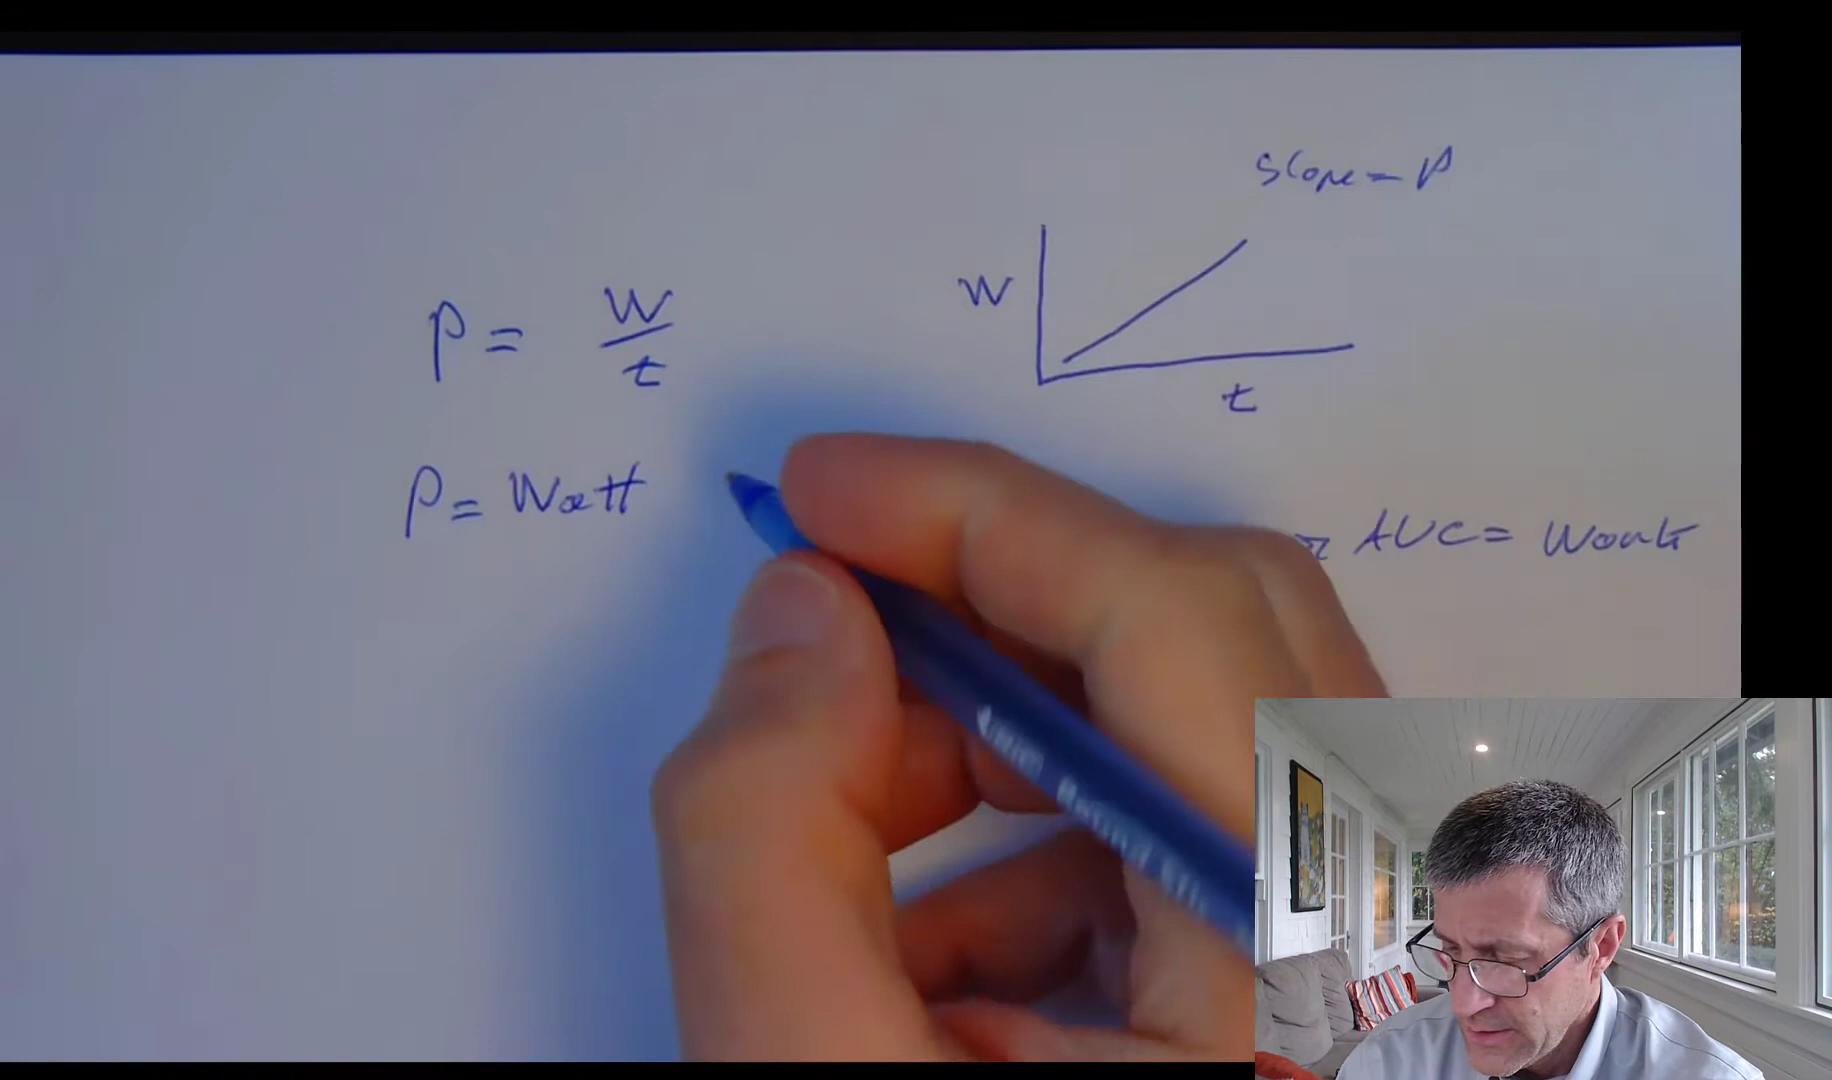 slope = P
W
P = W/t
t
P = Watt
= AUC = Work